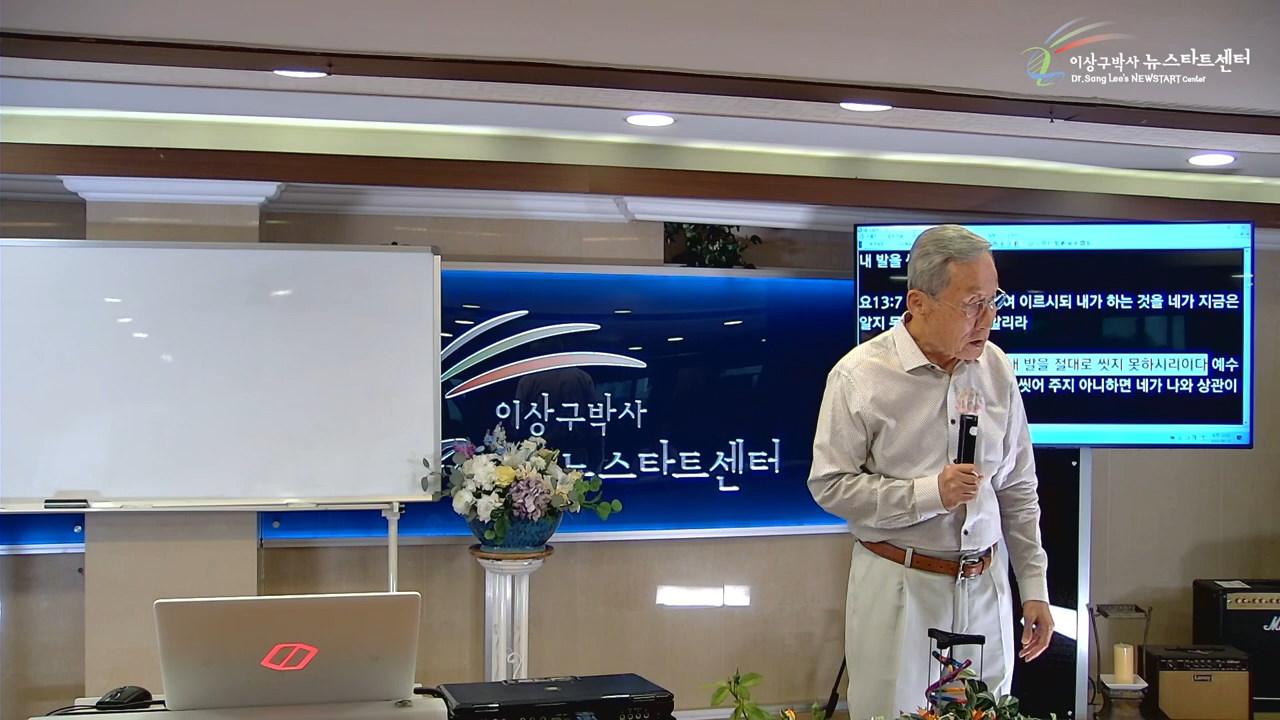 이상구박사 뉴스타트센터
Dr. Sang Lee's NEWSTART Center
내 발을
요13:7
여 이르시되 내가 하는 것을 네가 지금은
알지
알리라
내 발을 절대로 씻지 못하시리이다 예수
씻어 주지 아니하면 네가 나와 상관이
이상구박사
뉴스타트센터